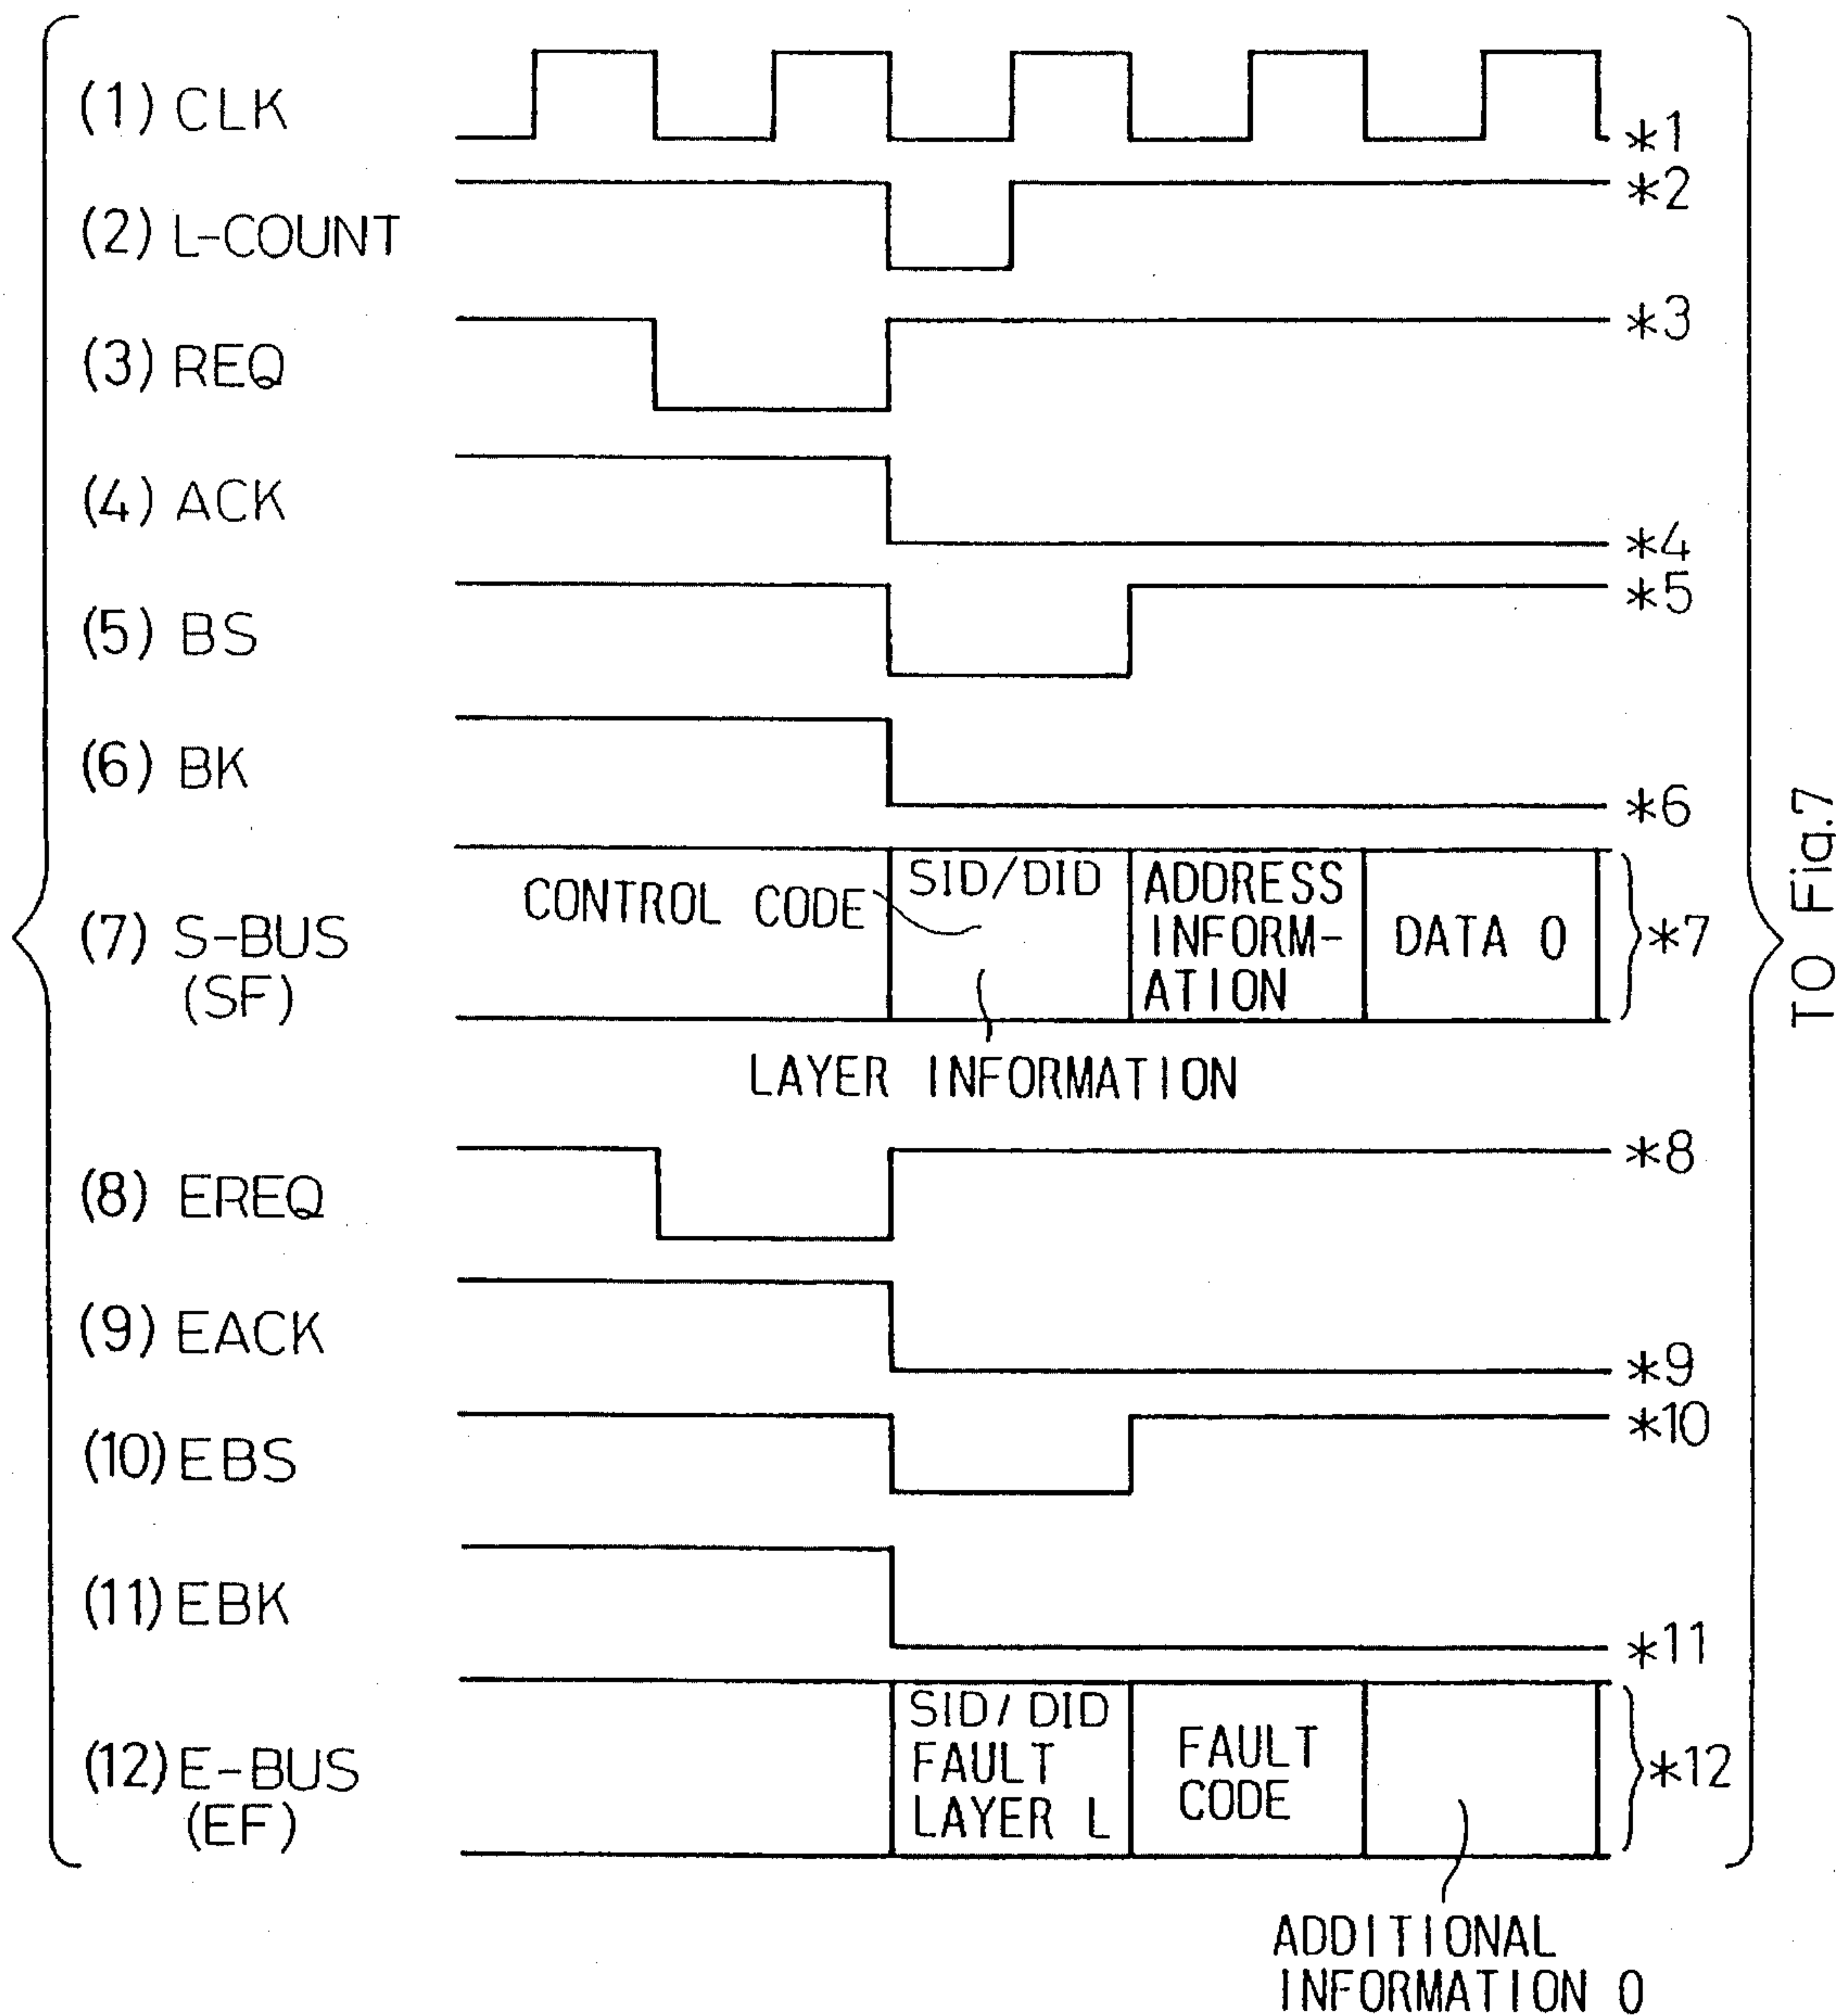 (1) CLK
*1
(2) L-COUNT
*2
(3) REQ
*3
(4) ACK
*4
(5) BS
*5
(6) BK
*6
(7) S-BUS
(SF)
CONTROL CODE
SID/DID
ADDRESS
INFORM-
ATION
DATA 0
*7
LAYER INFORMATION
(8) EREQ
*8
(9) EACK
*9
(10) EBS
*10
(11) EBK
*11
(12) E-BUS
(EF)
SID/DID
FAULT
LAYER L
FAULT
CODE
*12
ADDITIONAL
INFORMATION 0
TO Fig.7